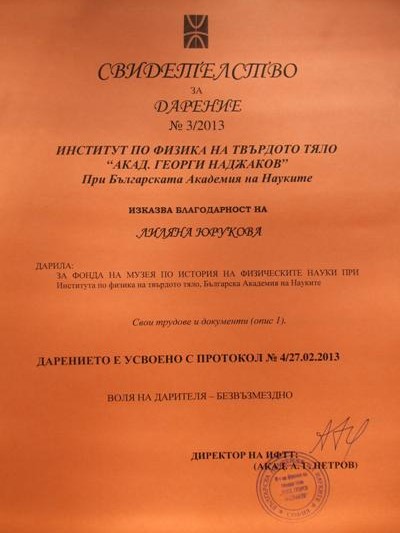 СВИДЕТЕЛСТВО
ЗА
ДАРЕНИЕ
№ 3/2013
ИНСТИТУТ ПО ФИЗИКА НА ТВЪРДОТО ТЯЛО
“АКАД. ГЕОРГИ НАДЖАКОВ”
При Българската Академия на Науките
ИЗКАЗВА БЛАГОДАРНОСТ НА
ЛИЛЯНА ЮРУКОВА
ДАРИЛА:
ЗА ФОНДА НА МУЗЕЯ ПО ИСТОРИЯ НА ФИЗИЧЕСКИТЕ НАУКИ ПРИ
Института по физика на твърдото тяло, Българска Академия на Науките
Свои трудове и документи (опис 1).
ДАРЕНИЕТО Е УСВОЕНО С ПРОТОКОЛ № 4/27.02.2013
ВОЛЯ НА ДАРИТЕЛЯ – БЕЗВЪЗМЕЗДНО
ДИРЕКТОР НА ИФТТ:
(АКАД. А.Г. ПЕТРОВ)